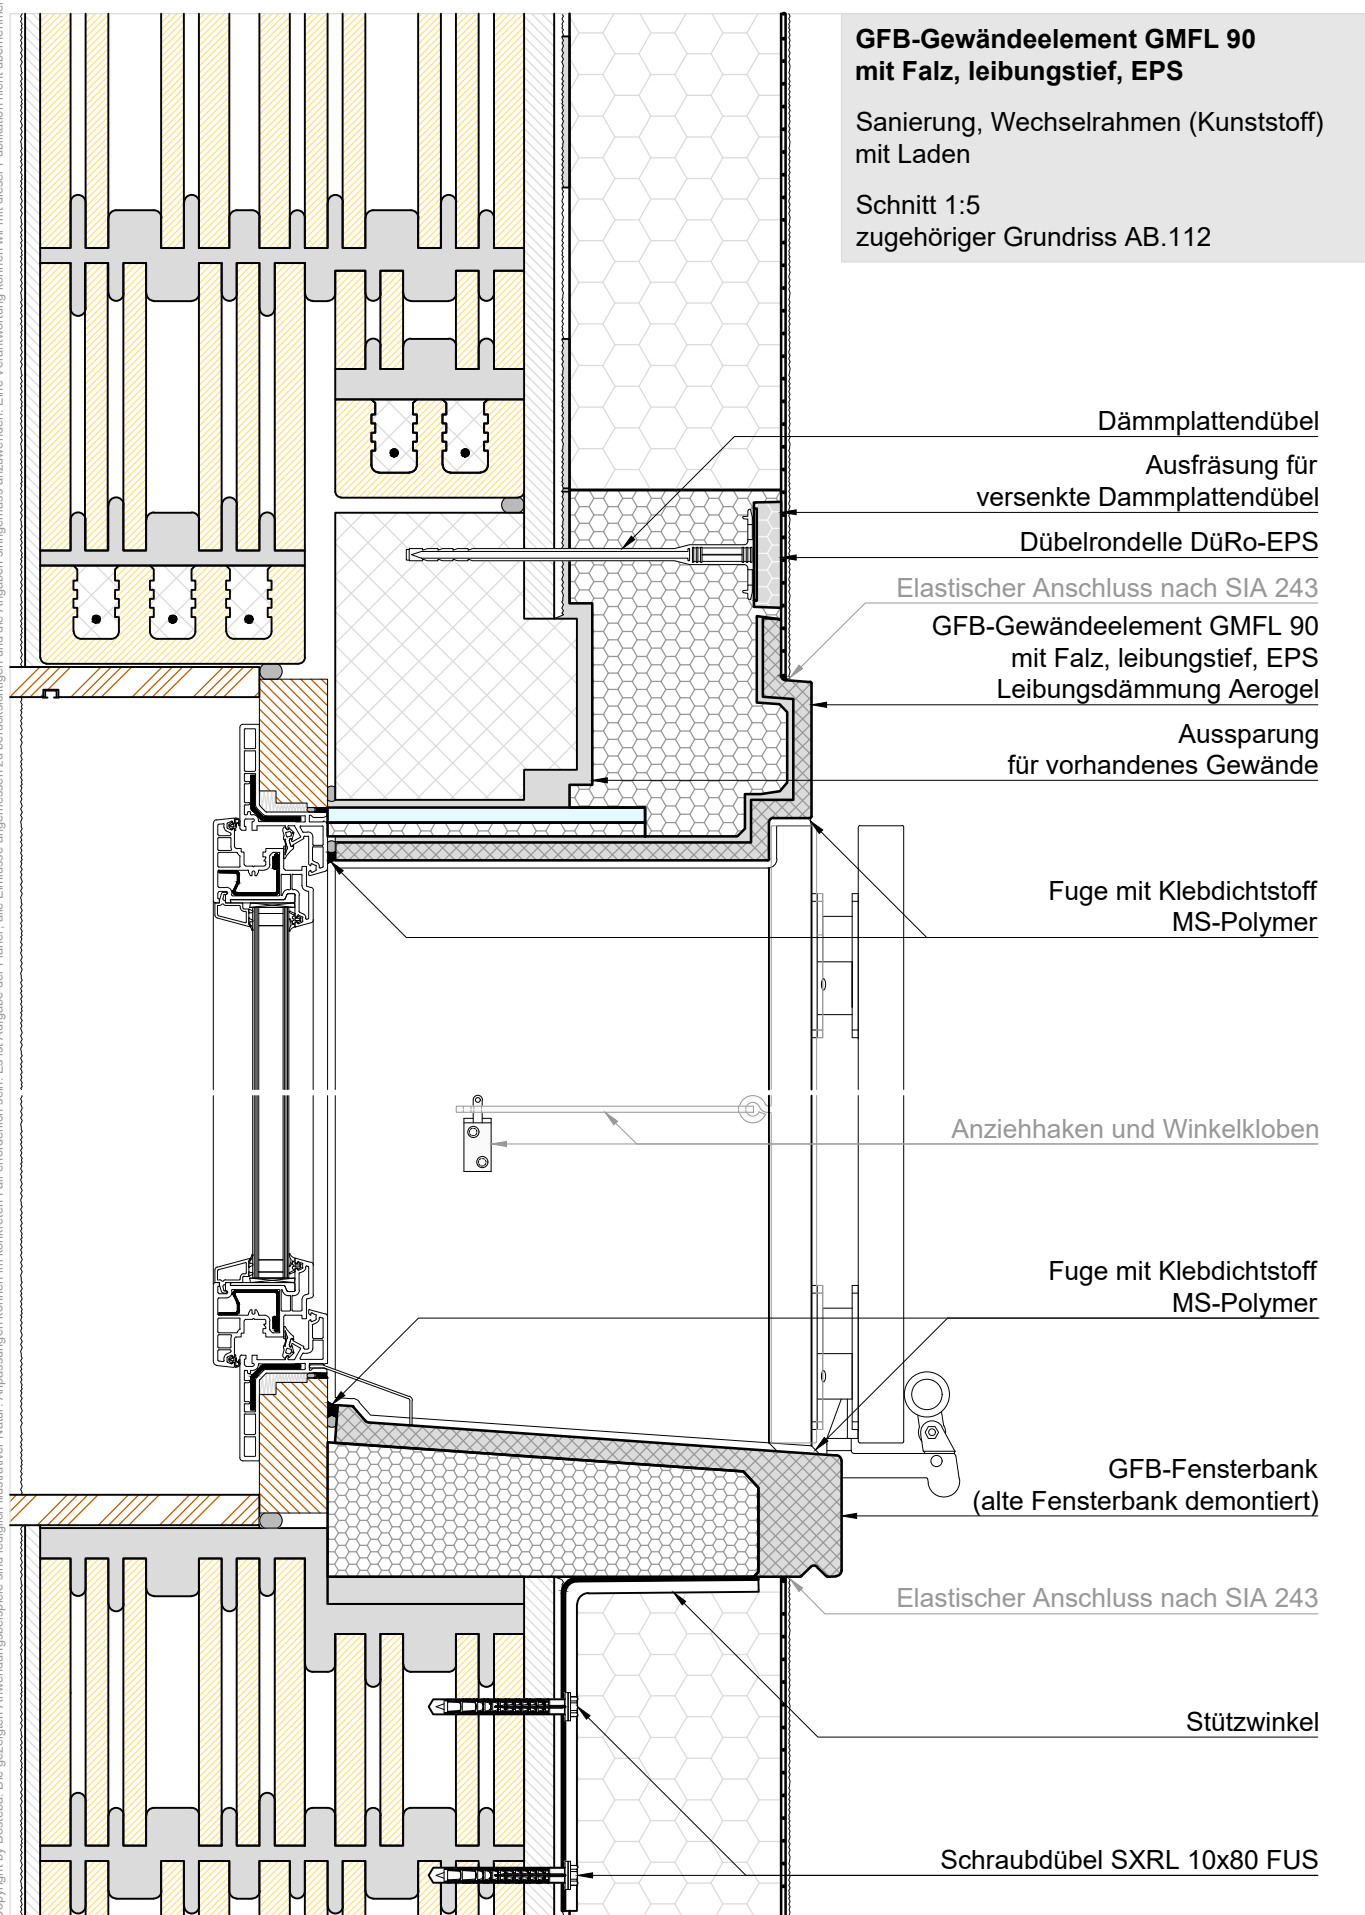 GFB-Gewändeelement GMFL 90
mit Falz, leibungstief, EPS
Sanierung, Wechselrahmen (Kunststoff)
mit Laden
Schnitt 1:5
zugehöriger Grundriss AB.112
Dämmplattendübel
Ausfräsung für
versenkte Dammplattendübel
Dübelrondelle DüRo-EPS
Elastischer Anschluss nach SIA 243
GFB-Gewändeelement GMFL 90
mit Falz, leibungstief, EPS
Leibungsdämmung Aerogel
Aussparung
für vorhandenes Gewände
Fuge mit Klebdichtstoff
MS-Polymer
Anziehhaken und Winkelkloben
Fuge mit Klebdichtstoff
MS-Polymer
GFB-Fensterbank
(alte Fensterbank demontiert)
Elastischer Anschluss nach SIA 243
Stützwinkel
Schraubdübel SXRL 10x80 FUS